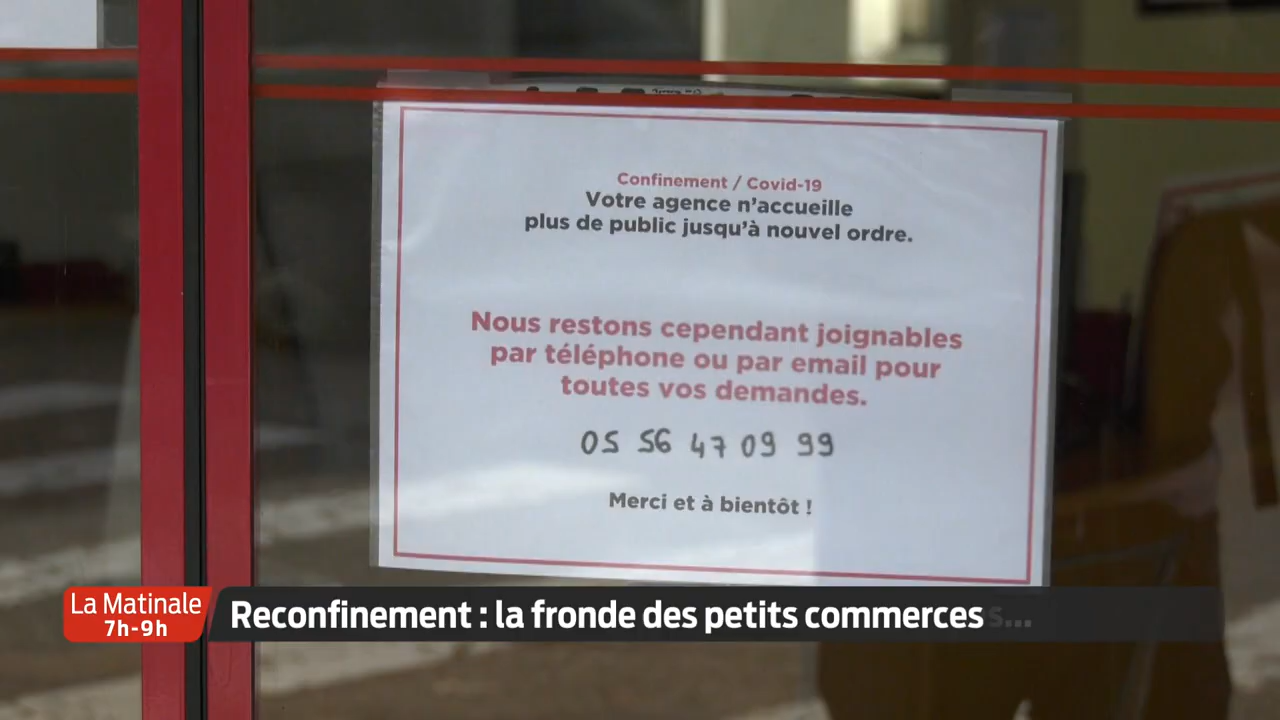 Confinement / Covid-19
Votre agence n'accueille
plus de public jusqu'à nouvel ordre.
Nous restons cependant joignables
par téléphone ou par email pour
toutes vos demandes.
05 56 47 09 99
Merci et à bientôt !
La Matinale
7h-9h
Reconfinement : la fronde des petits commerces